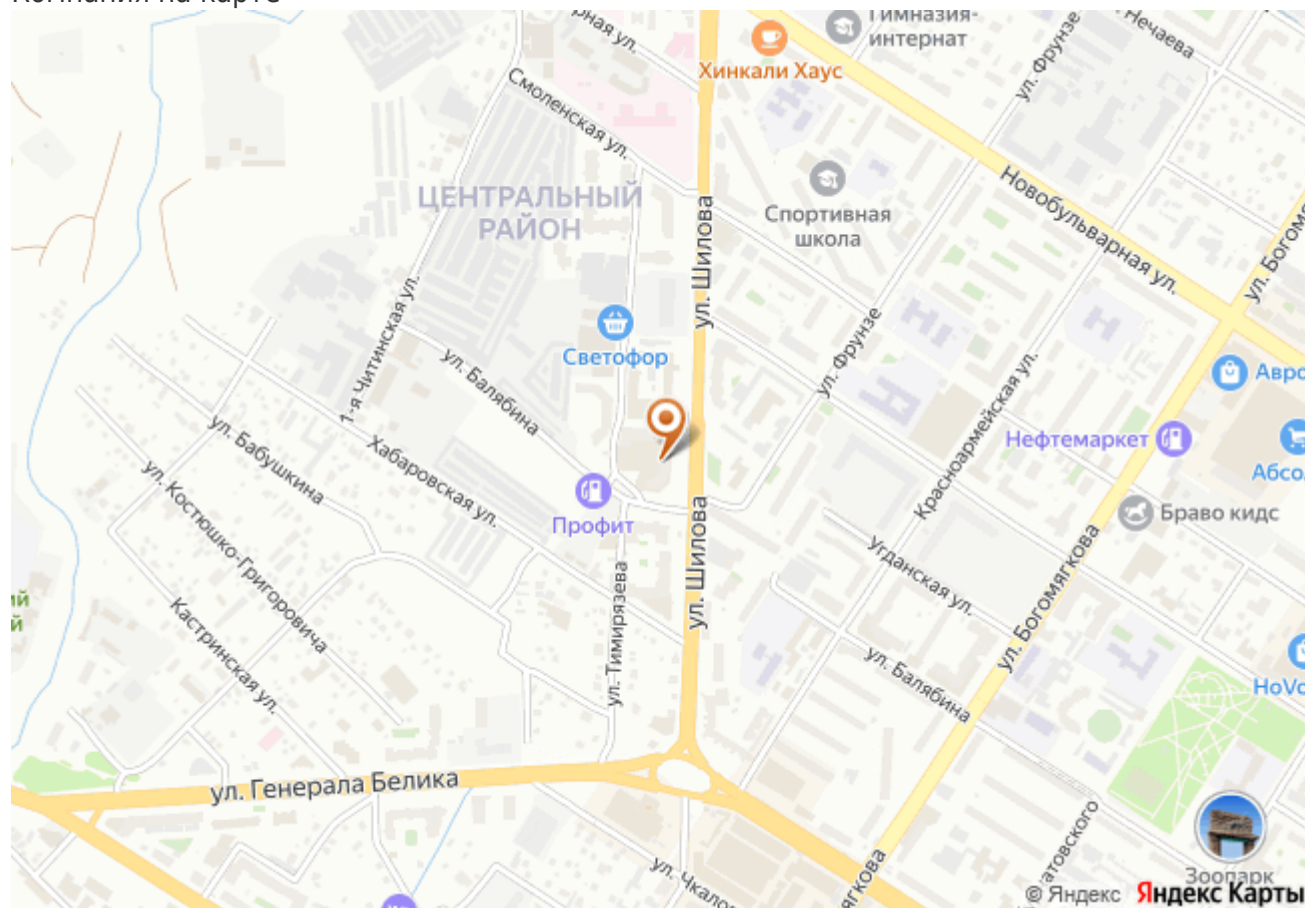 Компания на карте
Гимназия-
интернат
Нечаева
ул. Фрунзе
Хинкали Хаус
Смоленская ул.
ЦЕНТРАЛЬНЫЙ
РАЙОН
Спортивная
школа
Новобульварная ул.
ул. Шилова
1-я Читинская ул.
Светофор
ул. Балябина
ул. Фрунзе
Красноармейская ул.
Нефтемаркет
ул. Бабушкина
Хабаровская ул.
ул. Костюшко-Григоровича
Профит
Браво кидс
ул. Шилова
Угданская ул.
ул. Богомягкова
Кастринская ул.
ул. Тимирязева
ул. Балябина
ул. Генерала Белика
Зоопарк
© Яндекс Яндекс Карты